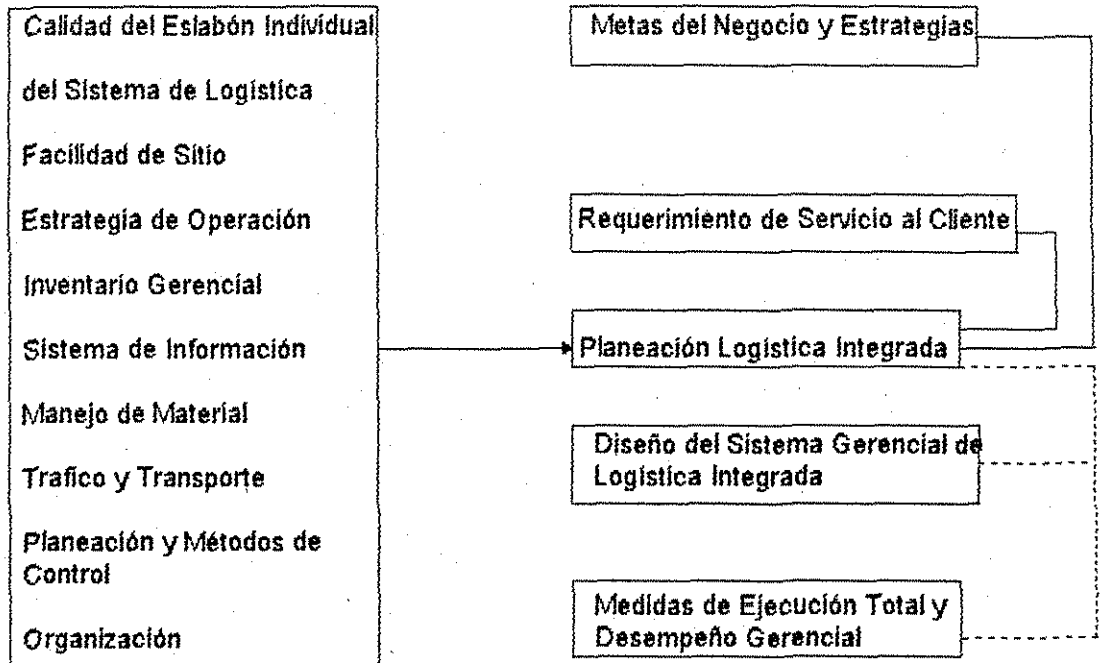 Calidad del Eslabón Individual
del Sistema de Logística
Facilidad de Sitio
Estrategia de Operación
Inventario Gerencial
Sistema de Información
Manejo de Material
Trafico y Transporte
Planeación y Métodos de
Control
Organización
Metas del Negocio y Estrategias
Requerimiento de Servicio al Cliente
Planeación Logística Integrada
Diseño del Sistema Gerencial de
Logística Integrada
Medidas de Ejecución Total y
Desempeño Gerencial